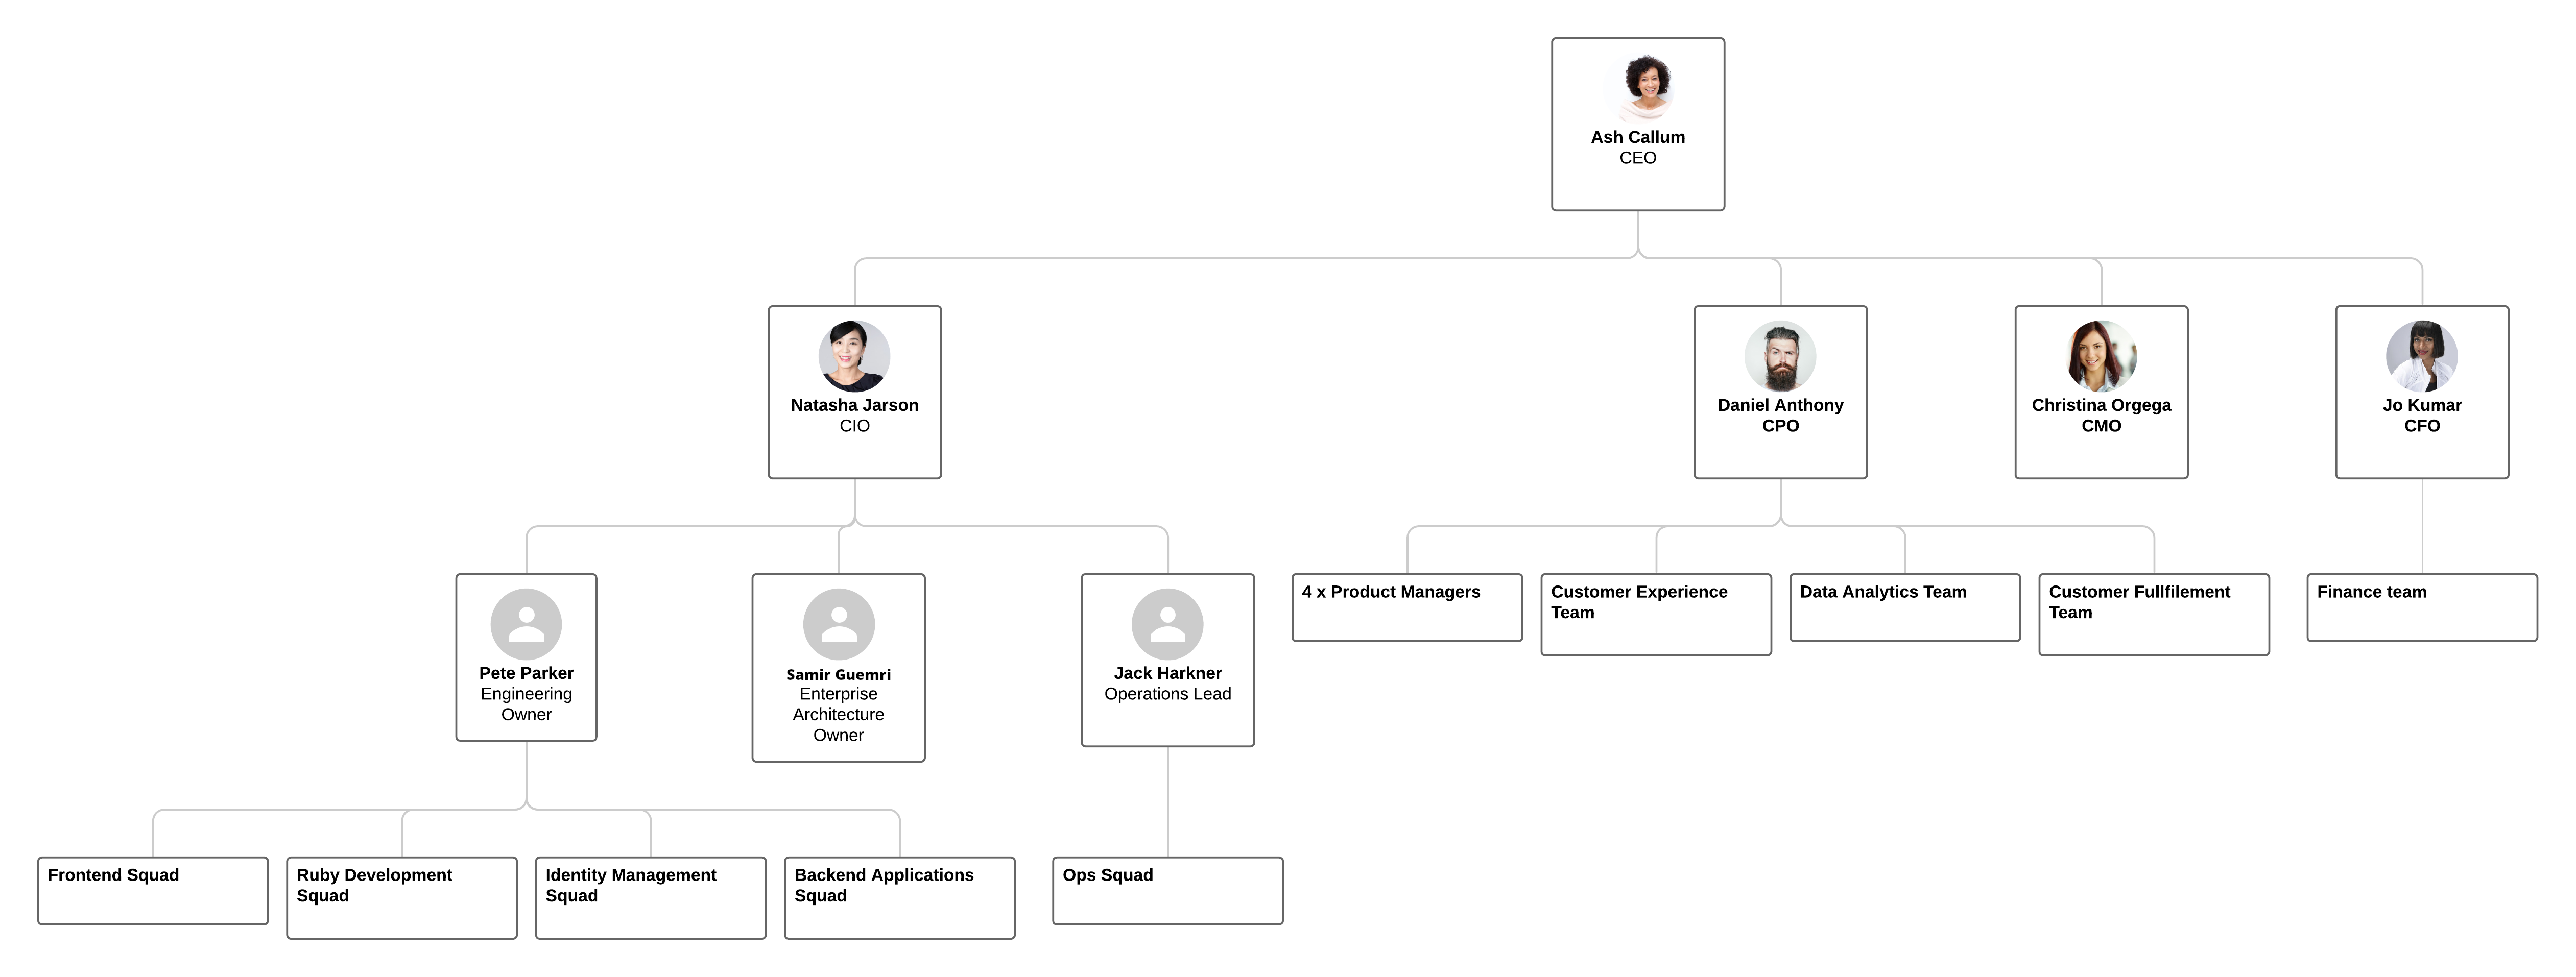 Ash Callum
CEO
Natasha Jarson
CIO
Daniel Anthony
CPO
Christina Orgega
CMO
Jo Kumar
CFO
Pete Parker
Engineering
Owner
Samir Guemri
Enterprise
Architecture
Owner
Jack Harkner
Operations Lead
4 x Product Managers
Customer Experience
Team
Data Analytics Team
Customer Fullfilement
Team
Finance team
Frontend Squad
Ruby Development
Squad
Identity Management
Squad
Backend Applications
Squad
Ops Squad